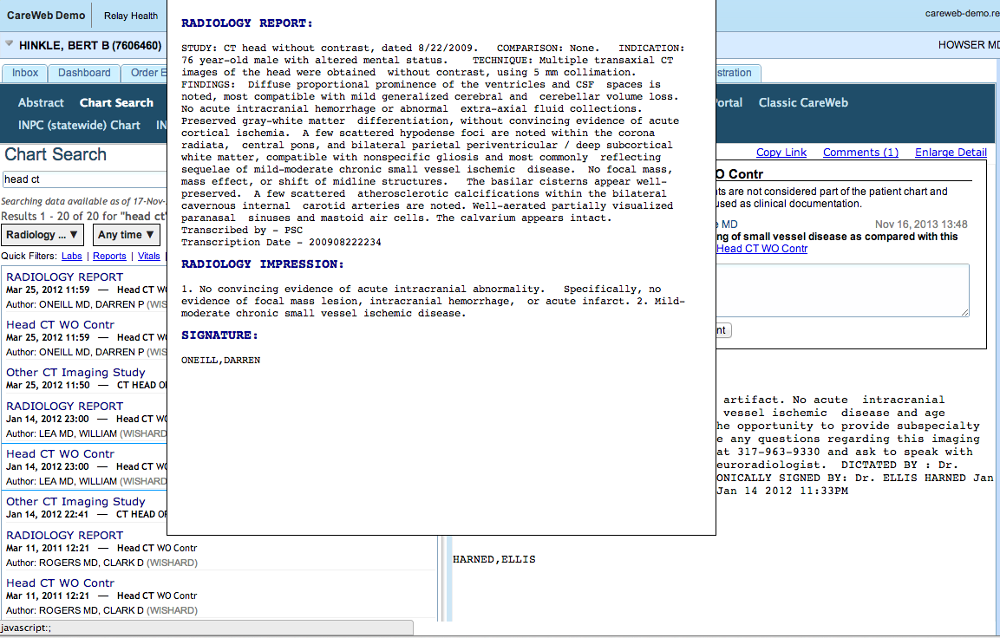 CareWeb Demo
Relay Health
careweb-demo.re
HINKLE, BERT B (7606460)
HOWSER MD
Inbox
Dashboard
Order E
stration
Abstract
Chart Search
ortal
Classic CareWeb
INPC (statewide) Chart
IN
Chart Search
head ct
Searching data available as of 17-Nov-
Results 1 - 20 of 20 for "head ct"
Radiology ... ▼
Any time ▼
Quick Filters: Labs | Reports | Vitals |
RADIOLOGY REPORT
Mar 25, 2012 11:59 — Head CT WO
Author: ONEILL MD, DARREN P (WIS
Head CT WO Contr
Mar 25, 2012 11:59 — Head CT WO
Author: ONEILL MD, DARREN P (WIS
Other CT Imaging Study
Mar 25, 2012 11:50 — CT HEAD OR
RADIOLOGY REPORT
Jan 14, 2012 23:00 — Head CT WO
Author: LEA MD, WILLIAM (WISHARD
Head CT WO Contr
Jan 14, 2012 23:00 — Head CT WO
Author: LEA MD, WILLIAM (WISHARD
Other CT Imaging Study
Jan 14, 2012 22:41 — CT HEAD OR
RADIOLOGY REPORT
Mar 11, 2011 12:21 — Head CT WO Contr
Author: ROGERS MD, CLARK D (WISHARD)
Head CT WO Contr
Mar 11, 2011 12:21 — Head CT WO Contr
Author: ROGERS MD, CLARK D (WISHARD)
javascript:;
RADIOLOGY REPORT:
STUDY: CT head without contrast, dated 8/22/2009. COMPARISON: None. INDICATION:
76 year-old male with altered mental status. TECHNIQUE: Multiple transaxial CT
images of the head were obtained without contrast, using 5 mm collimation.
FINDINGS: Diffuse proportional prominence of the ventricles and CSF spaces is
noted, most compatible with mild generalized cerebral and cerebellar volume loss.
No acute intracranial hemorrhage or abnormal extra-axial fluid collections.
Preserved gray-white matter differentiation, without convincing evidence of acute
cortical ischemia. A few scattered hypodense foci are noted within the corona
radiata, central pons, and bilateral parietal periventricular / deep subcortical
white matter, compatible with nonspecific gliosis and most commonly reflecting
sequelae of mild-moderate chronic small vessel ischemic disease. No focal mass,
mass effect, or shift of midline structures. The basilar cisterns appear well-
preserved. A few scattered atherosclerotic calcifications within the bilateral
cavernous internal carotid arteries are noted. Well-aerated partially visualized
paranasal sinuses and mastoid air cells. The calvarium appears intact.
Transcribed by - PSC
Transcription Date - 200908222234
RADIOLOGY IMPRESSION:
1. No convincing evidence of acute intracranial abnormality. Specifically, no
evidence of focal mass lesion, intracranial hemorrhage, or acute infarct. 2. Mild-
moderate chronic small vessel ischemic disease.
SIGNATURE:
ONEILL,DARREN
Copy Link
Comments (1)
Enlarge Detail
O Contr
nts are not considered part of the patient chart and
used as clinical documentation.
e MD
Nov 16, 2013 13:48
ng of small vessel disease as compared with this
Head CT WO Contr
nt
artifact. No acute intracranial
vessel ischemic disease and age
he opportunity to provide subspecialty
e any questions regarding this imaging
at 317-963-9330 and ask to speak with
euroradiologist. DICTATED BY : Dr.
ONICALLY SIGNED BY: Dr. ELLIS HARNED Jan
Jan 14 2012 11:33PM
HARNED,ELLIS